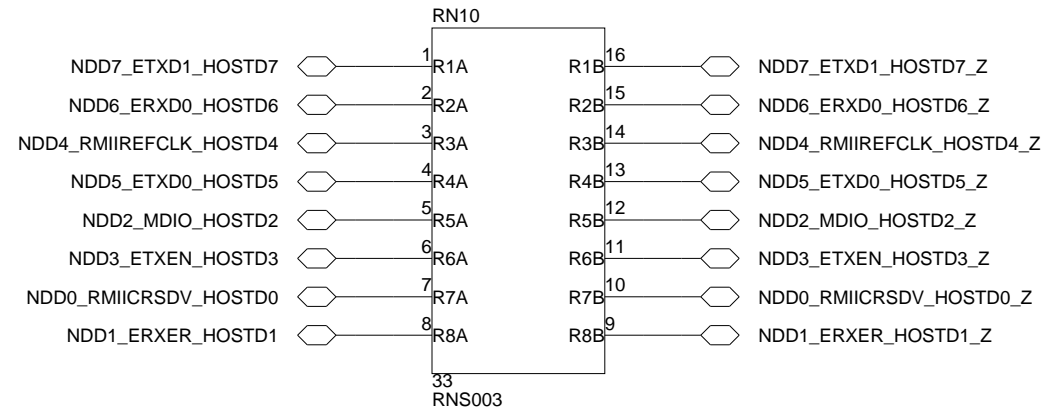 RN10
NDD7_ETXD1_HOSTD7 1 R1A R1B 16 NDD7_ETXD1_HOSTD7_Z
NDD6_ERXD0_HOSTD6 2 R2A R2B 15 NDD6_ERXD0_HOSTD6_Z
NDD4_RMIIREFCLK_HOSTD4 3 R3A R3B 14 NDD4_RMIIREFCLK_HOSTD4_Z
NDD5_ETXD0_HOSTD5 4 R4A R4B 13 NDD5_ETXD0_HOSTD5_Z
NDD2_MDIO_HOSTD2 5 R5A R5B 12 NDD2_MDIO_HOSTD2_Z
NDD3_ETXEN_HOSTD3 6 R6A R6B 11 NDD3_ETXEN_HOSTD3_Z
NDD0_RMIICRSDV_HOSTD0 7 R7A R7B 10 NDD0_RMIICRSDV_HOSTD0_Z
NDD1_ERXER_HOSTD1 8 R8A R8B 9 NDD1_ERXER_HOSTD1_Z
33
RNS003